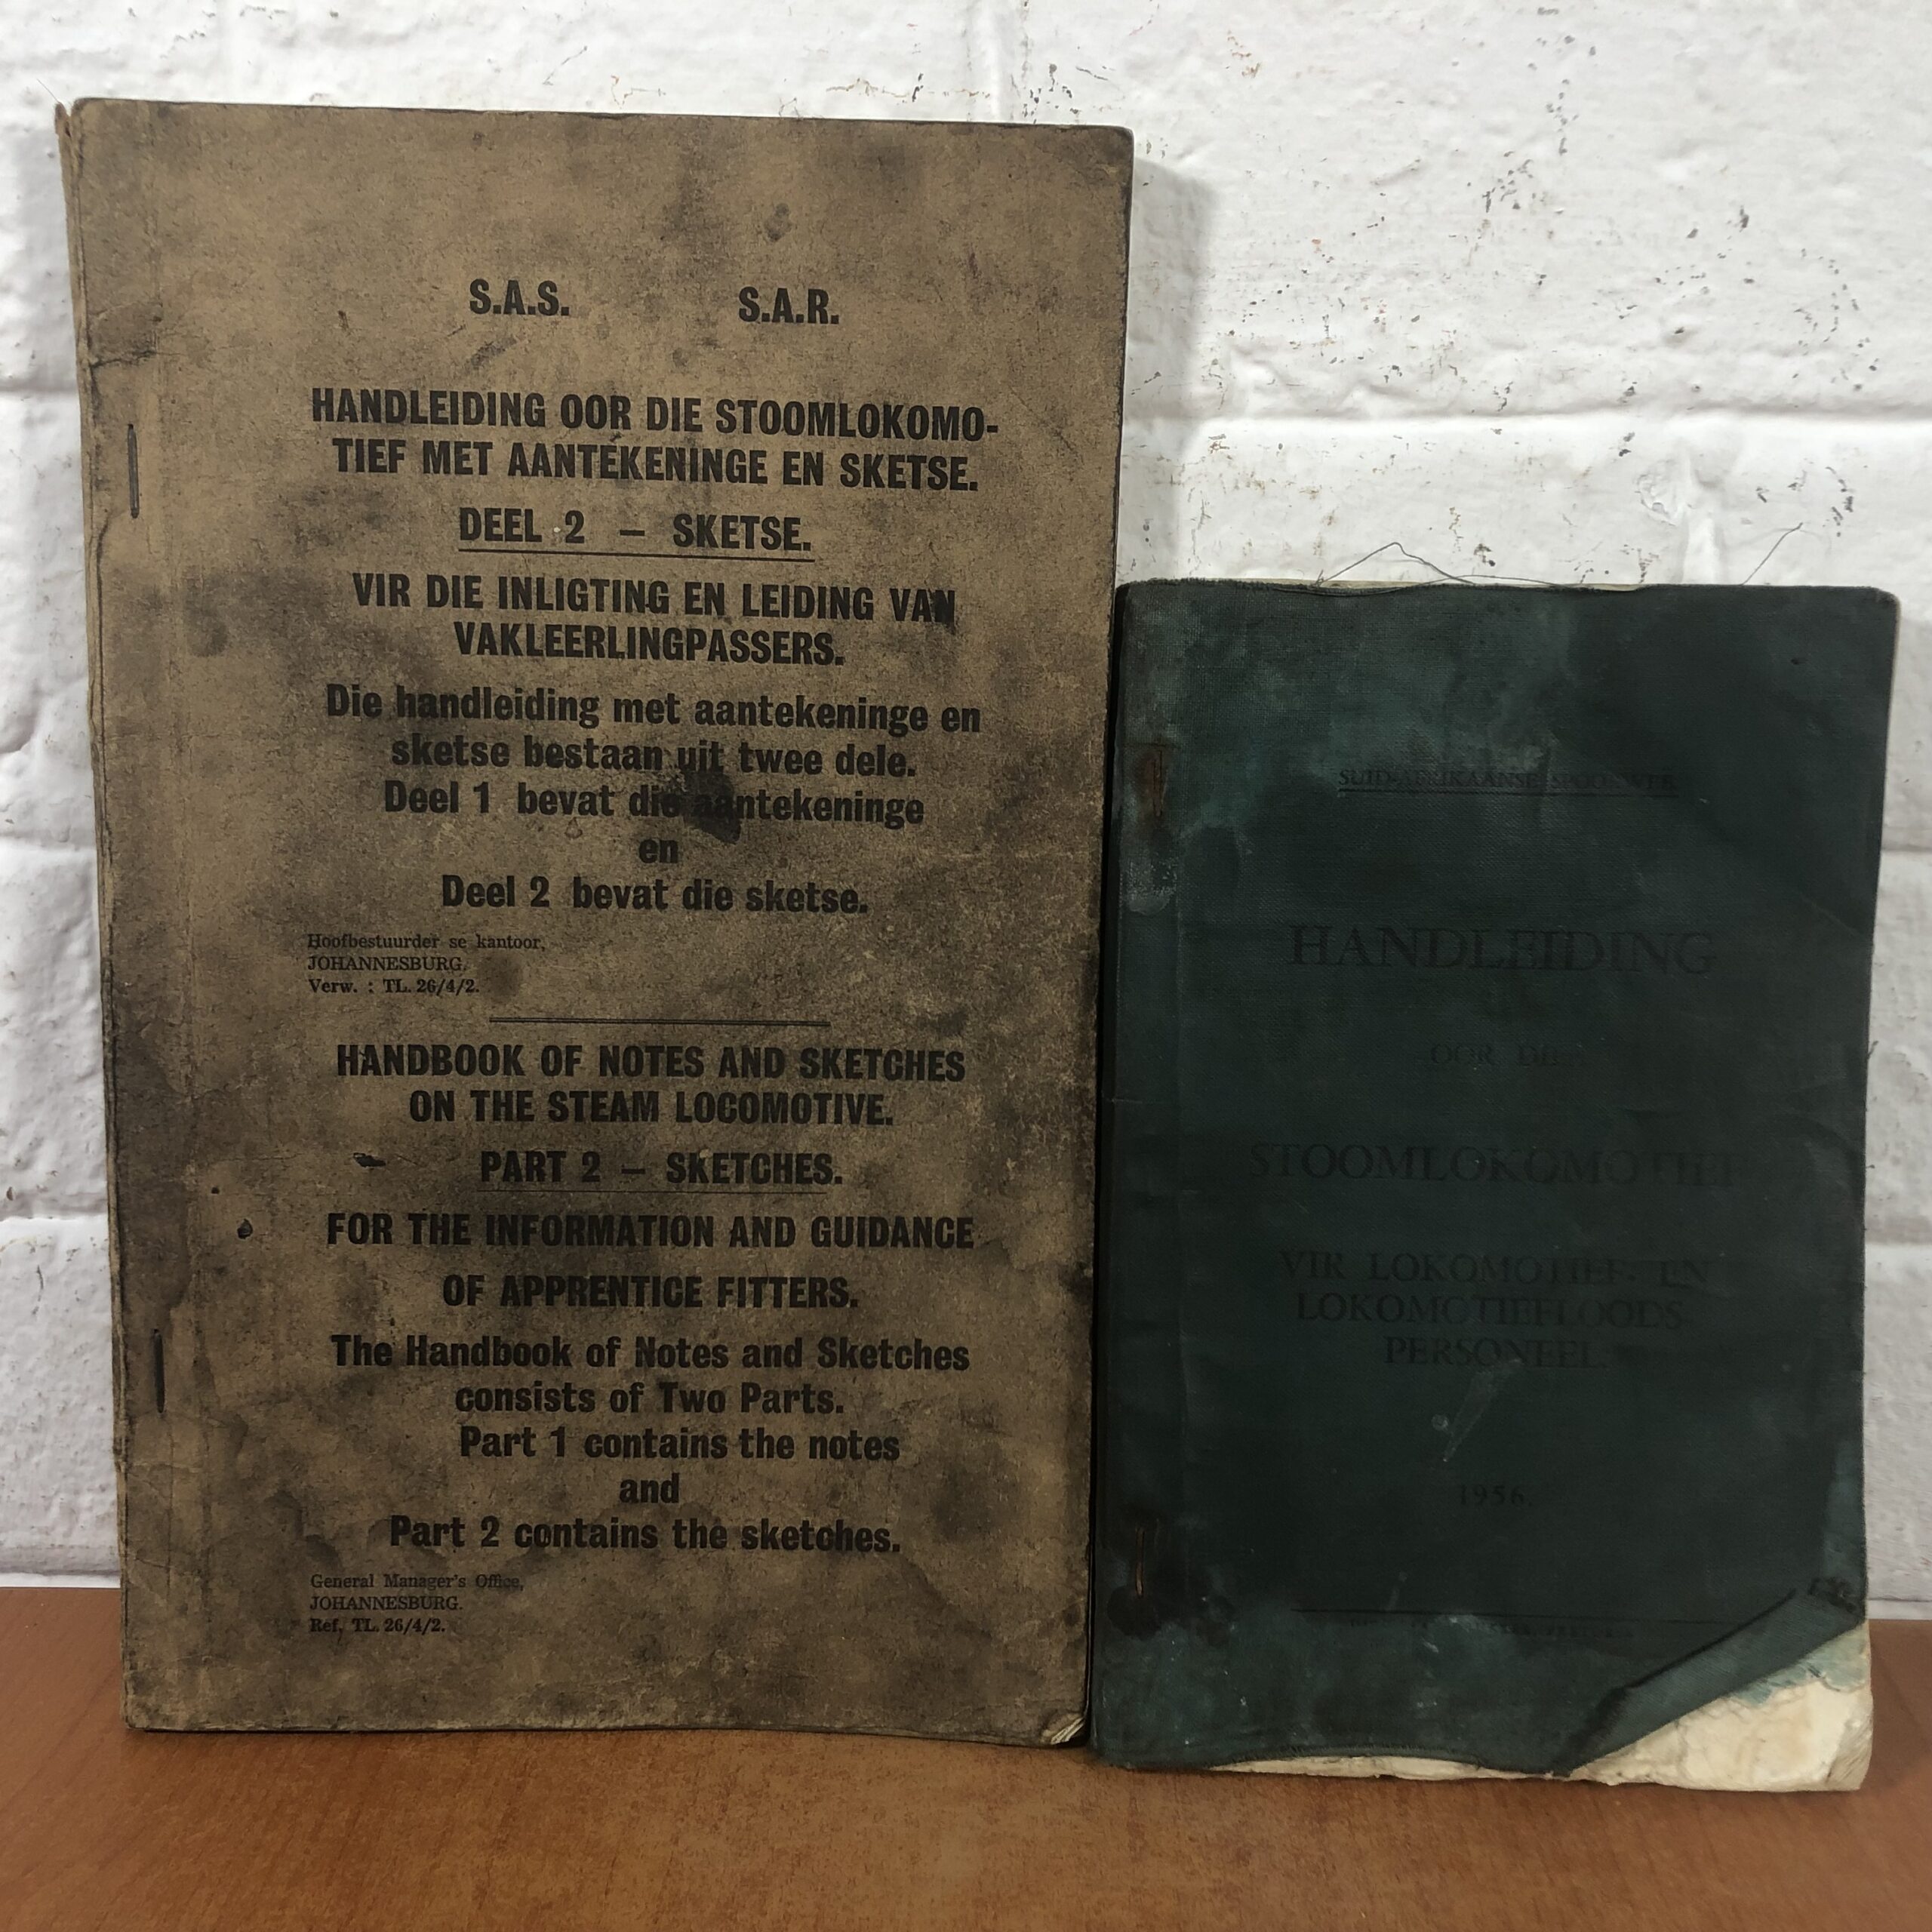 S.A.S. S.A.R.
HANDLEIDING OOR DIE STOOMLOKOMO-
TIEF MET AANTEKENINGE EN SKETSE.
DEEL 2 – SKETSE.
VIR DIE INLIGTING EN LEIDING VAN
VAKLEERLINGPASSERS.
Die handleiding met aantekeninge en
sketse bestaan uit twee dele.
Deel 1 bevat die aantekeninge
en
Deel 2 bevat die sketse.
Hoofbestuurder se kantoor,
JOHANNESBURG.
Verw. : TL. 26/4/2.
HANDBOOK OF NOTES AND SKETCHES
ON THE STEAM LOCOMOTIVE.
PART 2 – SKETCHES.
FOR THE INFORMATION AND GUIDANCE
OF APPRENTICE FITTERS.
The Handbook of Notes and Sketches
consists of Two Parts.
Part 1 contains the notes
and
Part 2 contains the sketches.
General Manager's Office,
JOHANNESBURG.
Ref. TL. 26/4/2.
SUID-AFRIKAANSE SPOORWEË
HANDLEIDING
OOR DIE
STOOMLOKOMOTIEF
VIR LOKOMOTIEF- EN
LOKOMOTIEFLOODS-
PERSONEEL.
1956.